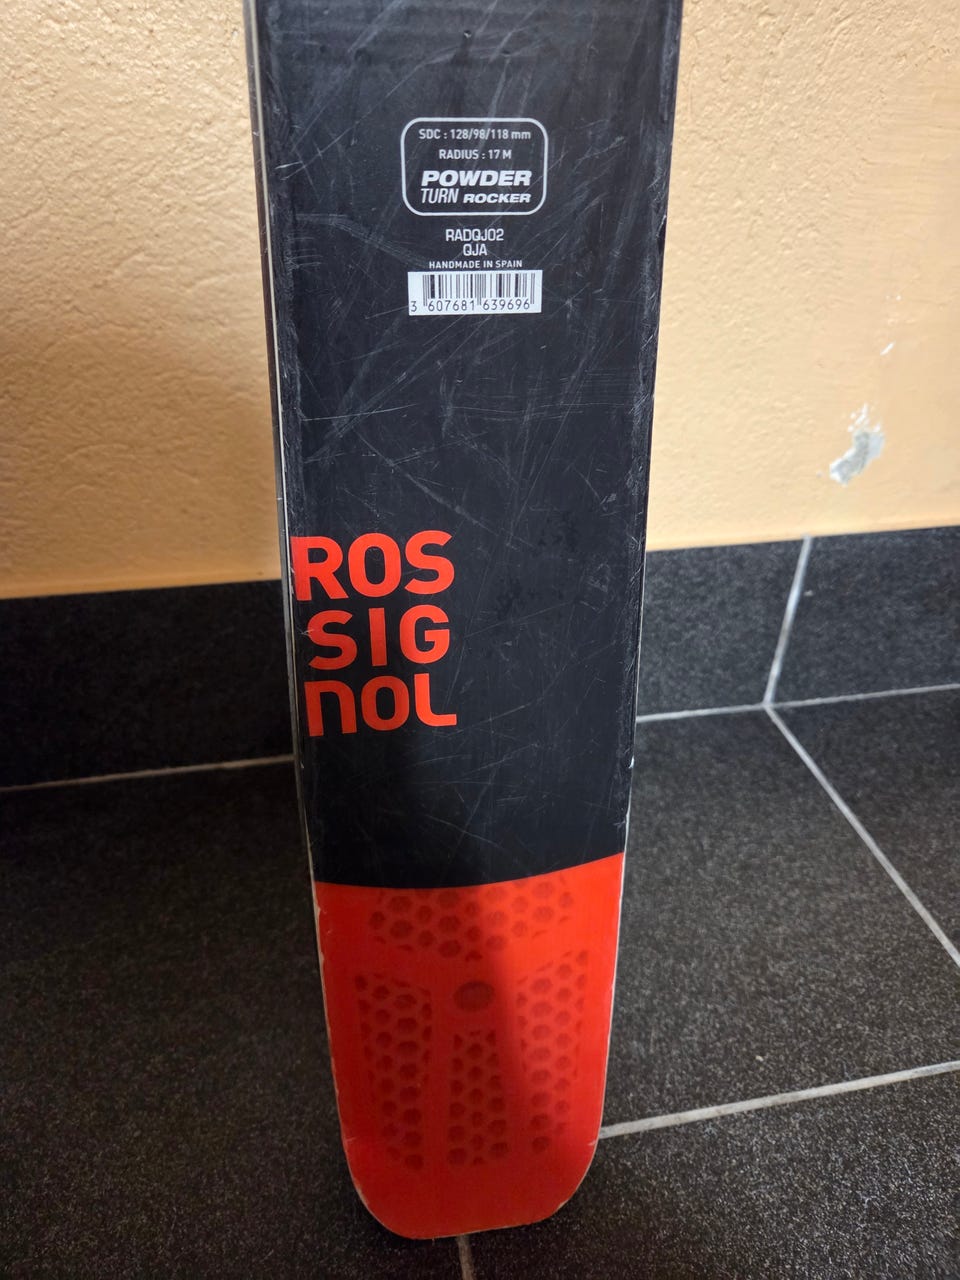 SDC : 128/98/118 mm
RADIUS : 17 M
POWDER
TURN ROCKER
RADQJ02
QJA
HANDMADE IN SPAIN
3 607681 639696
ROS
SIG
NOL